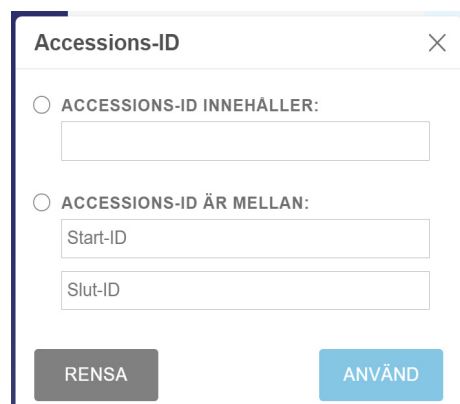 Accessions-ID
ACCESSIONS-ID INNEHÅLLER:
ACCESSIONS-ID ÄR MELLAN:
Start-ID
Slut-ID
RENSA
ANVÄND